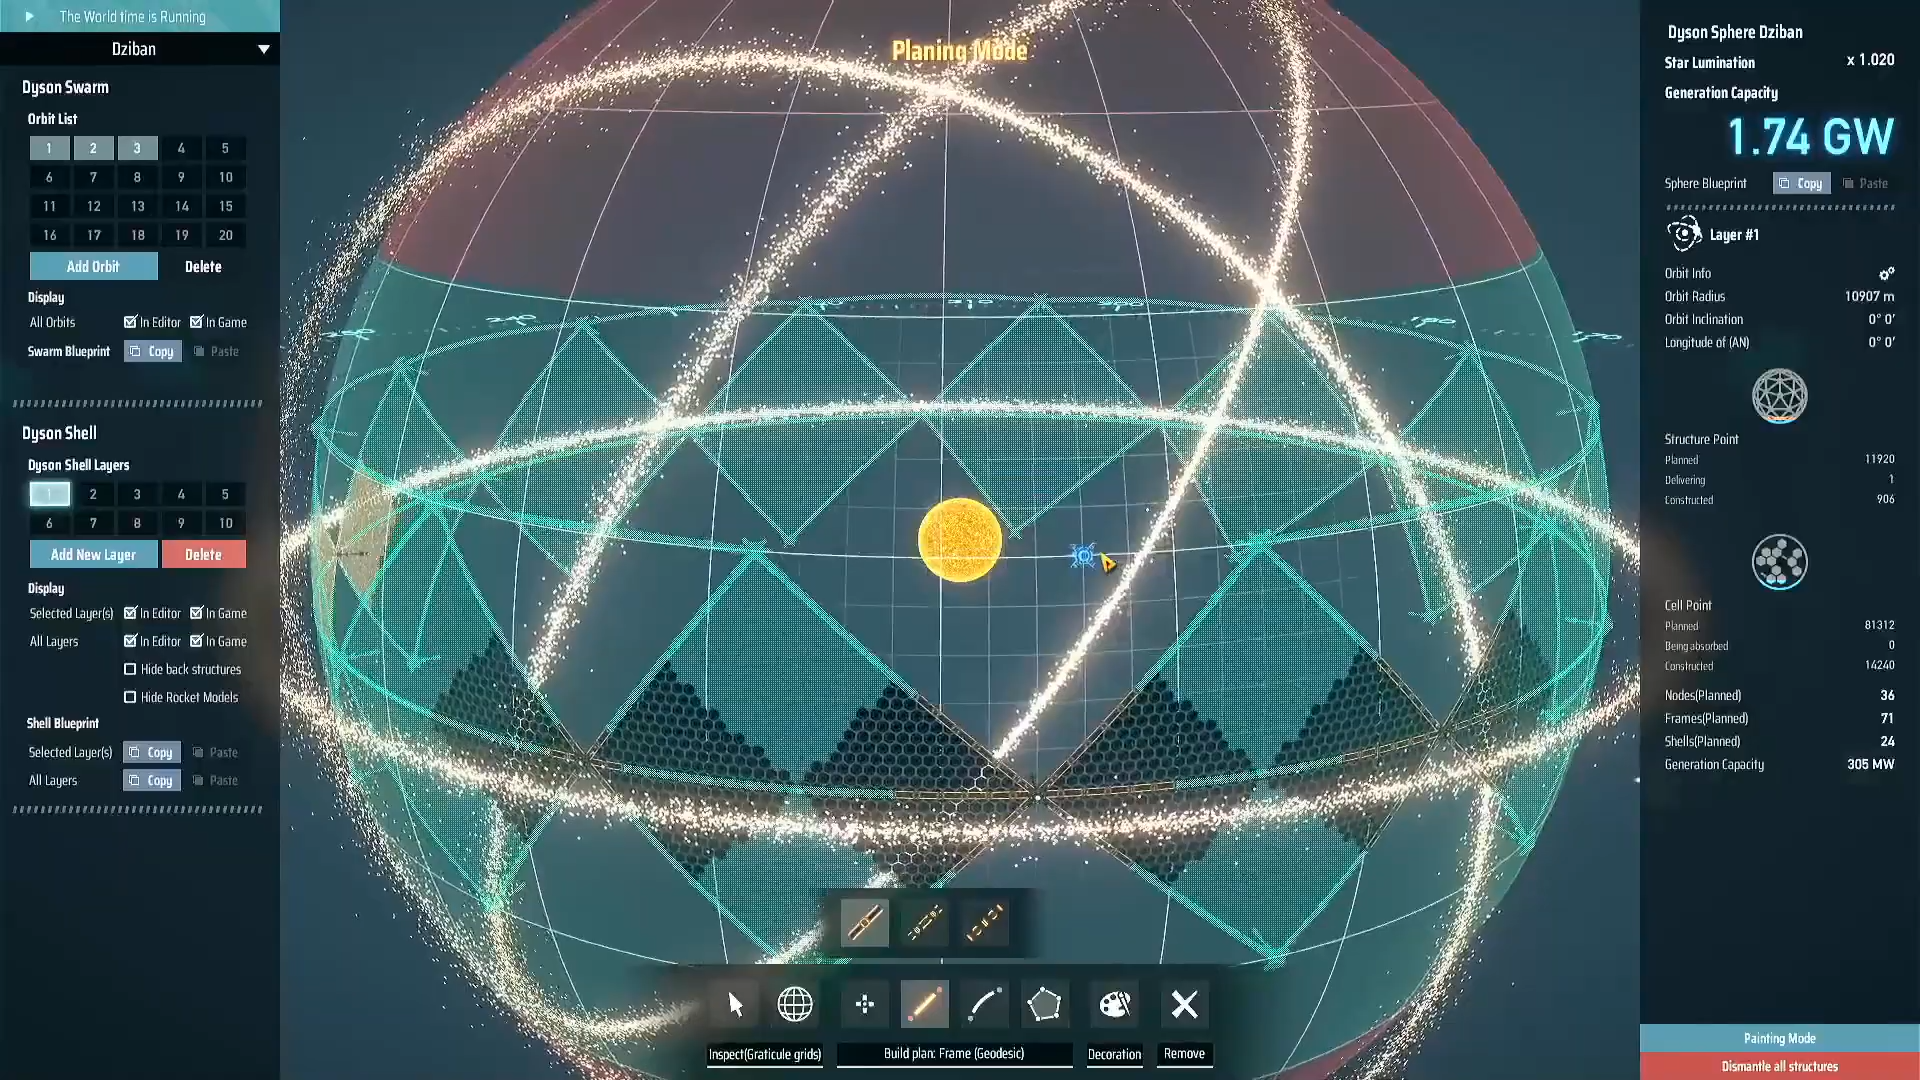 The World time is Running
Dziban
Dyson Swarm
Orbit List
1 2 3 4 5
6 7 8 9 10
11 12 13 14 15
16 17 18 19 20
Add Orbit Delete
Display
All Orbits In Editor In Game
Swarm Blueprint Copy Paste
Dyson Shell
Dyson Shell Layers
1 2 3 4 5
6 7 8 9 10
Add New Layer Delete
Display
Selected Layer(s) In Editor In Game
All Layers In Editor In Game
Hide back structures
Hide Rocket Models
Shell Blueprint
Selected Layer(s) Copy Paste
All Layers Copy Paste
Planing Mode
240
210
180
170
Inspect(Graticule grids) Build plan: Frame (Geodesic) Decoration Remove
Dyson Sphere Dziban
Star Lumination x 1.020
Generation Capacity
1.74 GW
Sphere Blueprint Copy Paste
Layer #1
Orbit Info
Orbit Radius 10907 m
Orbit Inclination 0° 0'
Longitude of (AN) 0° 0'
Structure Point
Planned 11920
Delivering 1
Constructed 906
Cell Point
Planned 81312
Being absorbed 0
Constructed 14240
Nodes(Planned) 36
Frames(Planned) 71
Shells(Planned) 24
Generation Capacity 305 MW
Painting Mode
Dismantle all structures